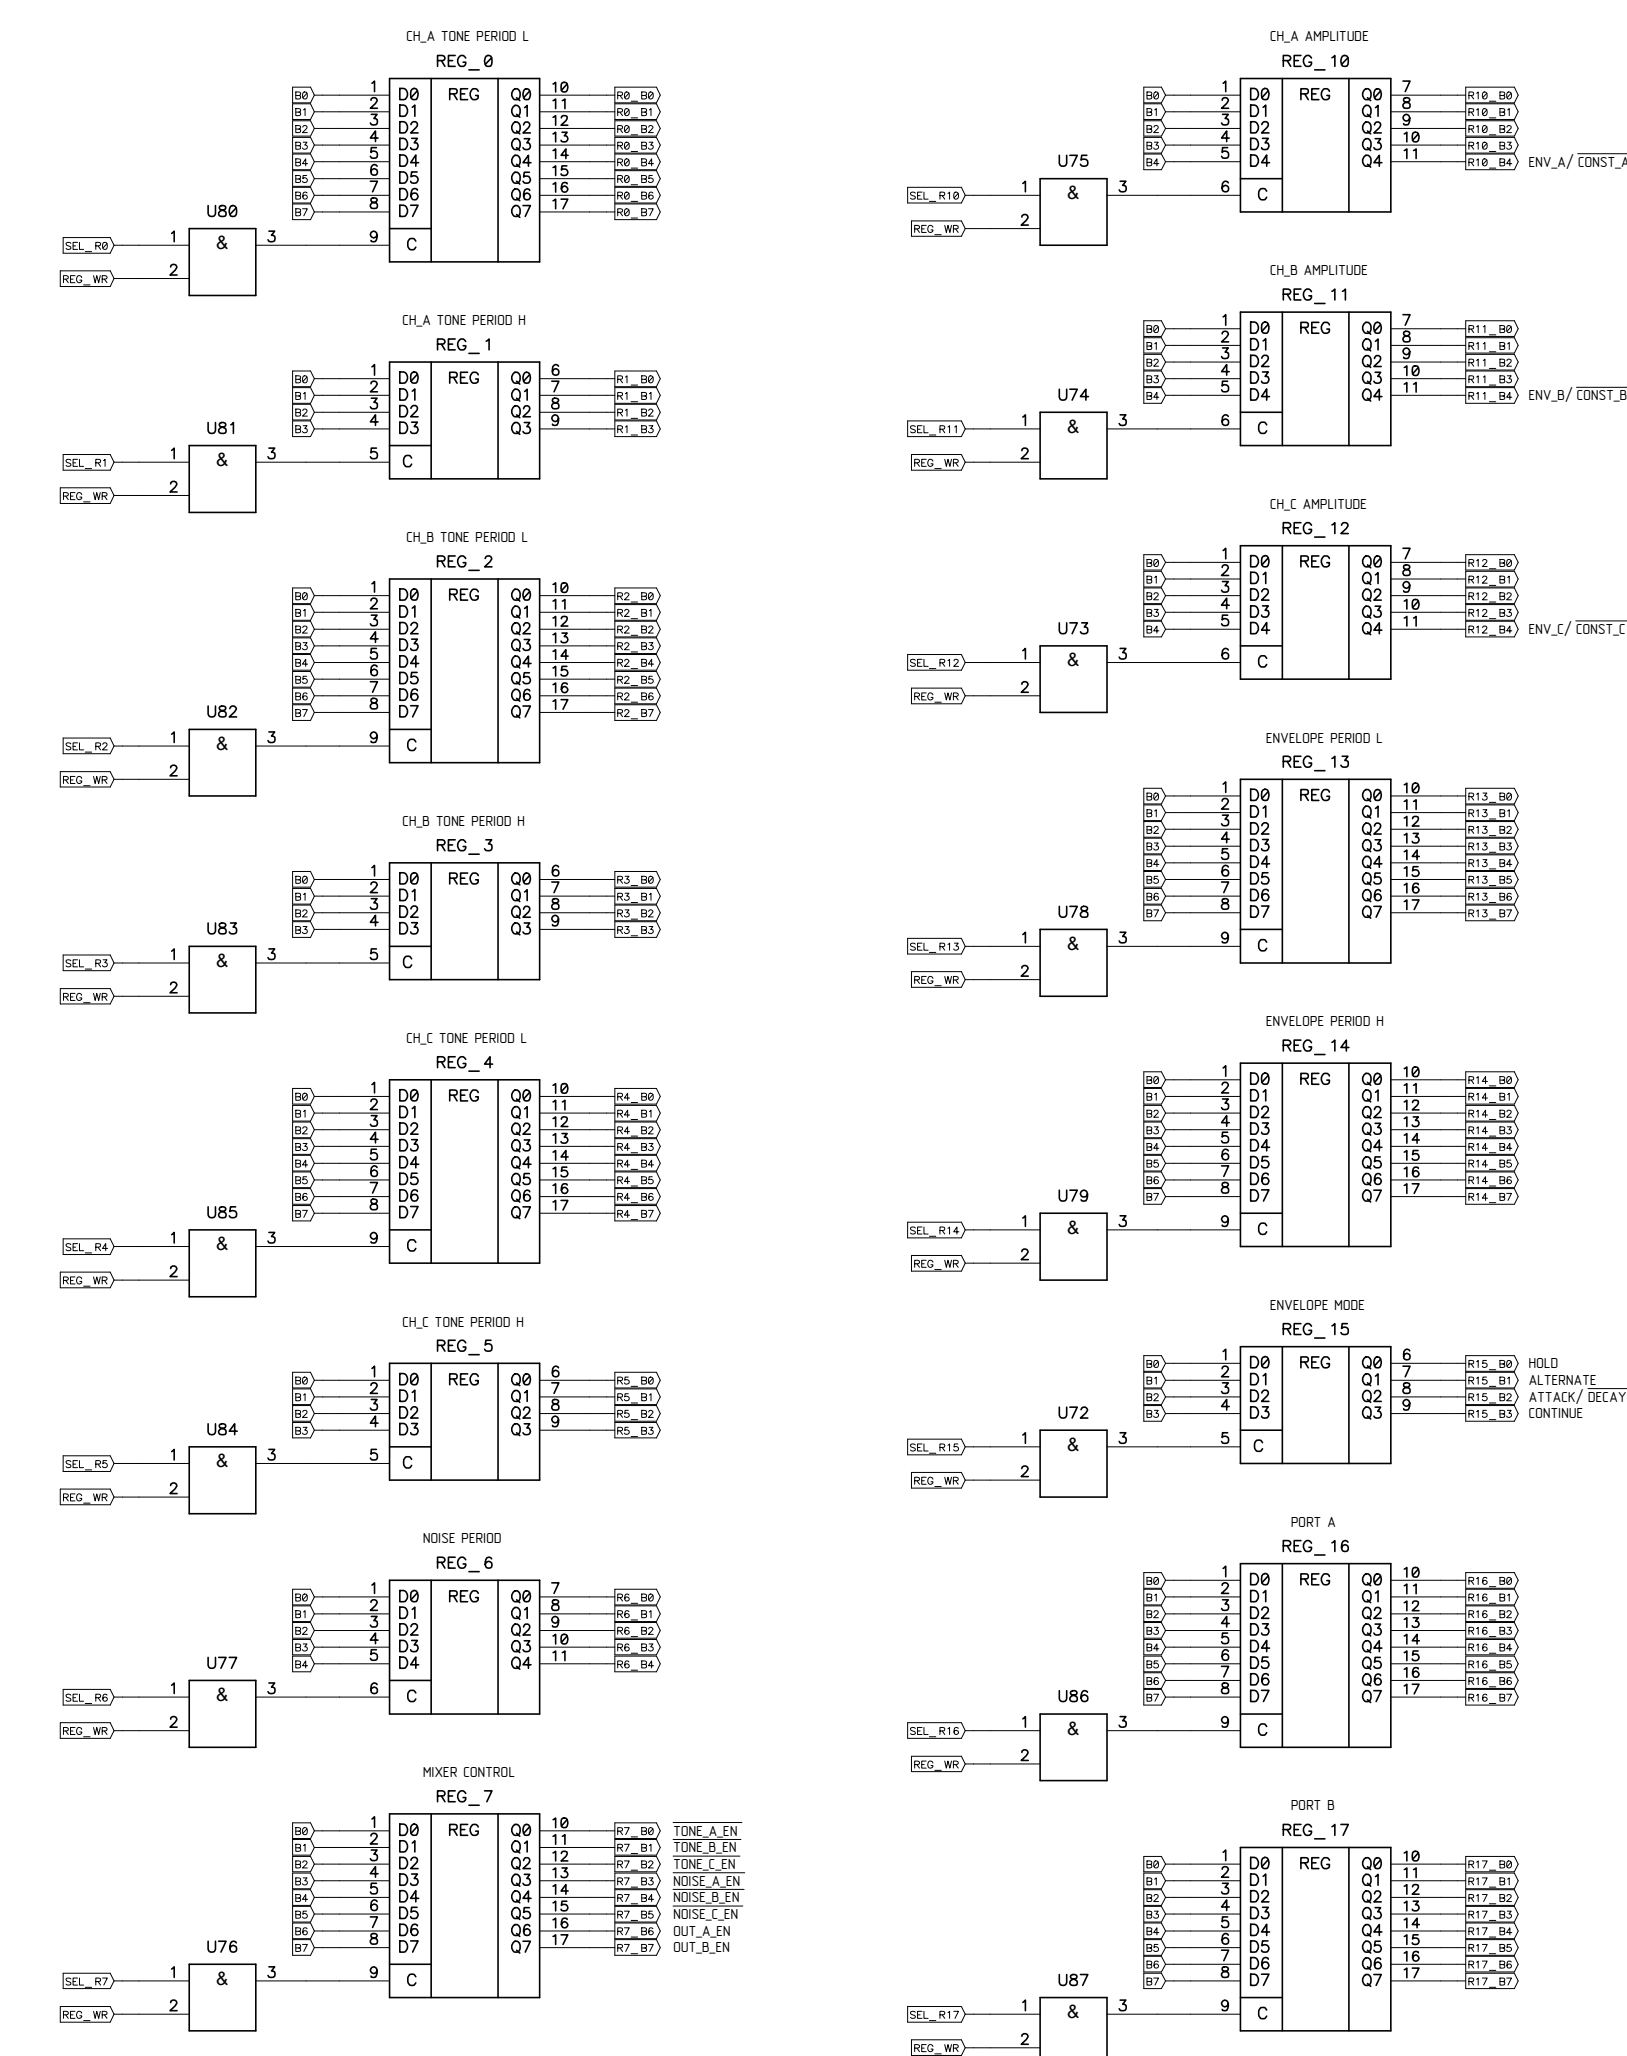 CH_A TONE PERIOD L
REG_0
B0 1 D0 REG Q0 10 R0_B0
B1 2 D1 Q1 11 R0_B1
B2 3 D2 Q2 12 R0_B2
B3 4 D3 Q3 13 R0_B3
B4 5 D4 Q4 14 R0_B4
B5 6 D5 Q5 15 R0_B5
B6 7 D6 Q6 16 R0_B6
B7 8 D7 Q7 17 R0_B7
U80
SEL_R0 1 & 3 9 C
REG_WR 2
CH_A TONE PERIOD H
REG_1
B0 1 D0 REG Q0 6 R1_B0
B1 2 D1 Q1 7 R1_B1
B2 3 D2 Q2 8 R1_B2
B3 4 D3 Q3 9 R1_B3
U81
SEL_R1 1 & 3 5 C
REG_WR 2
CH_B TONE PERIOD L
REG_2
B0 1 D0 REG Q0 10 R2_B0
B1 2 D1 Q1 11 R2_B1
B2 3 D2 Q2 12 R2_B2
B3 4 D3 Q3 13 R2_B3
B4 5 D4 Q4 14 R2_B4
B5 6 D5 Q5 15 R2_B5
B6 7 D6 Q6 16 R2_B6
B7 8 D7 Q7 17 R2_B7
U82
SEL_R2 1 & 3 9 C
REG_WR 2
CH_B TONE PERIOD H
REG_3
B0 1 D0 REG Q0 6 R3_B0
B1 2 D1 Q1 7 R3_B1
B2 3 D2 Q2 8 R3_B2
B3 4 D3 Q3 9 R3_B3
U83
SEL_R3 1 & 3 5 C
REG_WR 2
CH_C TONE PERIOD L
REG_4
B0 1 D0 REG Q0 10 R4_B0
B1 2 D1 Q1 11 R4_B1
B2 3 D2 Q2 12 R4_B2
B3 4 D3 Q3 13 R4_B3
B4 5 D4 Q4 14 R4_B4
B5 6 D5 Q5 15 R4_B5
B6 7 D6 Q6 16 R4_B6
B7 8 D7 Q7 17 R4_B7
U85
SEL_R4 1 & 3 9 C
REG_WR 2
CH_C TONE PERIOD H
REG_5
B0 1 D0 REG Q0 6 R5_B0
B1 2 D1 Q1 7 R5_B1
B2 3 D2 Q2 8 R5_B2
B3 4 D3 Q3 9 R5_B3
U84
SEL_R5 1 & 3 5 C
REG_WR 2
NOISE PERIOD
REG_6
B0 1 D0 REG Q0 7 R6_B0
B1 2 D1 Q1 8 R6_B1
B2 3 D2 Q2 9 R6_B2
B3 4 D3 Q3 10 R6_B3
B4 5 D4 Q4 11 R6_B4
U77
SEL_R6 1 & 3 6 C
REG_WR 2
MIXER CONTROL
REG_7
B0 1 D0 REG Q0 10 R7_B0 TONE_A_EN
B1 2 D1 Q1 11 R7_B1 TONE_B_EN
B2 3 D2 Q2 12 R7_B2 TONE_C_EN
B3 4 D3 Q3 13 R7_B3 NOISE_A_EN
B4 5 D4 Q4 14 R7_B4 NOISE_B_EN
B5 6 D5 Q5 15 R7_B5 NOISE_C_EN
B6 7 D6 Q6 16 R7_B6 OUT_A_EN
B7 8 D7 Q7 17 R7_B7 OUT_B_EN
U76
SEL_R7 1 & 3 9 C
REG_WR 2
CH_A AMPLITUDE
REG_10
B0 1 D0 REG Q0 7 R10_B0
B1 2 D1 Q1 8 R10_B1
B2 3 D2 Q2 9 R10_B2
B3 4 D3 Q3 10 R10_B3
B4 5 D4 Q4 11 R10_B4 ENV_A/ CONST_A
U75
SEL_R10 1 & 3 6 C
REG_WR 2
CH_B AMPLITUDE
REG_11
B0 1 D0 REG Q0 7 R11_B0
B1 2 D1 Q1 8 R11_B1
B2 3 D2 Q2 9 R11_B2
B3 4 D3 Q3 10 R11_B3
B4 5 D4 Q4 11 R11_B4 ENV_B/ CONST_B
U74
SEL_R11 1 & 3 6 C
REG_WR 2
CH_C AMPLITUDE
REG_12
B0 1 D0 REG Q0 7 R12_B0
B1 2 D1 Q1 8 R12_B1
B2 3 D2 Q2 9 R12_B2
B3 4 D3 Q3 10 R12_B3
B4 5 D4 Q4 11 R12_B4 ENV_C/ CONST_C
U73
SEL_R12 1 & 3 6 C
REG_WR 2
ENVELOPE PERIOD L
REG_13
B0 1 D0 REG Q0 10 R13_B0
B1 2 D1 Q1 11 R13_B1
B2 3 D2 Q2 12 R13_B2
B3 4 D3 Q3 13 R13_B3
B4 5 D4 Q4 14 R13_B4
B5 6 D5 Q5 15 R13_B5
B6 7 D6 Q6 16 R13_B6
B7 8 D7 Q7 17 R13_B7
U78
SEL_R13 1 & 3 9 C
REG_WR 2
ENVELOPE PERIOD H
REG_14
B0 1 D0 REG Q0 10 R14_B0
B1 2 D1 Q1 11 R14_B1
B2 3 D2 Q2 12 R14_B2
B3 4 D3 Q3 13 R14_B3
B4 5 D4 Q4 14 R14_B4
B5 6 D5 Q5 15 R14_B5
B6 7 D6 Q6 16 R14_B6
B7 8 D7 Q7 17 R14_B7
U79
SEL_R14 1 & 3 9 C
REG_WR 2
ENVELOPE MODE
REG_15
B0 1 D0 REG Q0 6 R15_B0 HOLD
B1 2 D1 Q1 7 R15_B1 ALTERNATE
B2 3 D2 Q2 8 R15_B2 ATTACK/ DECAY
B3 4 D3 Q3 9 R15_B3 CONTINUE
U72
SEL_R15 1 & 3 5 C
REG_WR 2
PORT A
REG_16
B0 1 D0 REG Q0 10 R16_B0
B1 2 D1 Q1 11 R16_B1
B2 3 D2 Q2 12 R16_B2
B3 4 D3 Q3 13 R16_B3
B4 5 D4 Q4 14 R16_B4
B5 6 D5 Q5 15 R16_B5
B6 7 D6 Q6 16 R16_B6
B7 8 D7 Q7 17 R16_B7
U86
SEL_R16 1 & 3 9 C
REG_WR 2
PORT B
REG_17
B0 1 D0 REG Q0 10 R17_B0
B1 2 D1 Q1 11 R17_B1
B2 3 D2 Q2 12 R17_B2
B3 4 D3 Q3 13 R17_B3
B4 5 D4 Q4 14 R17_B4
B5 6 D5 Q5 15 R17_B5
B6 7 D6 Q6 16 R17_B6
B7 8 D7 Q7 17 R17_B7
U87
SEL_R17 1 & 3 9 C
REG_WR 2